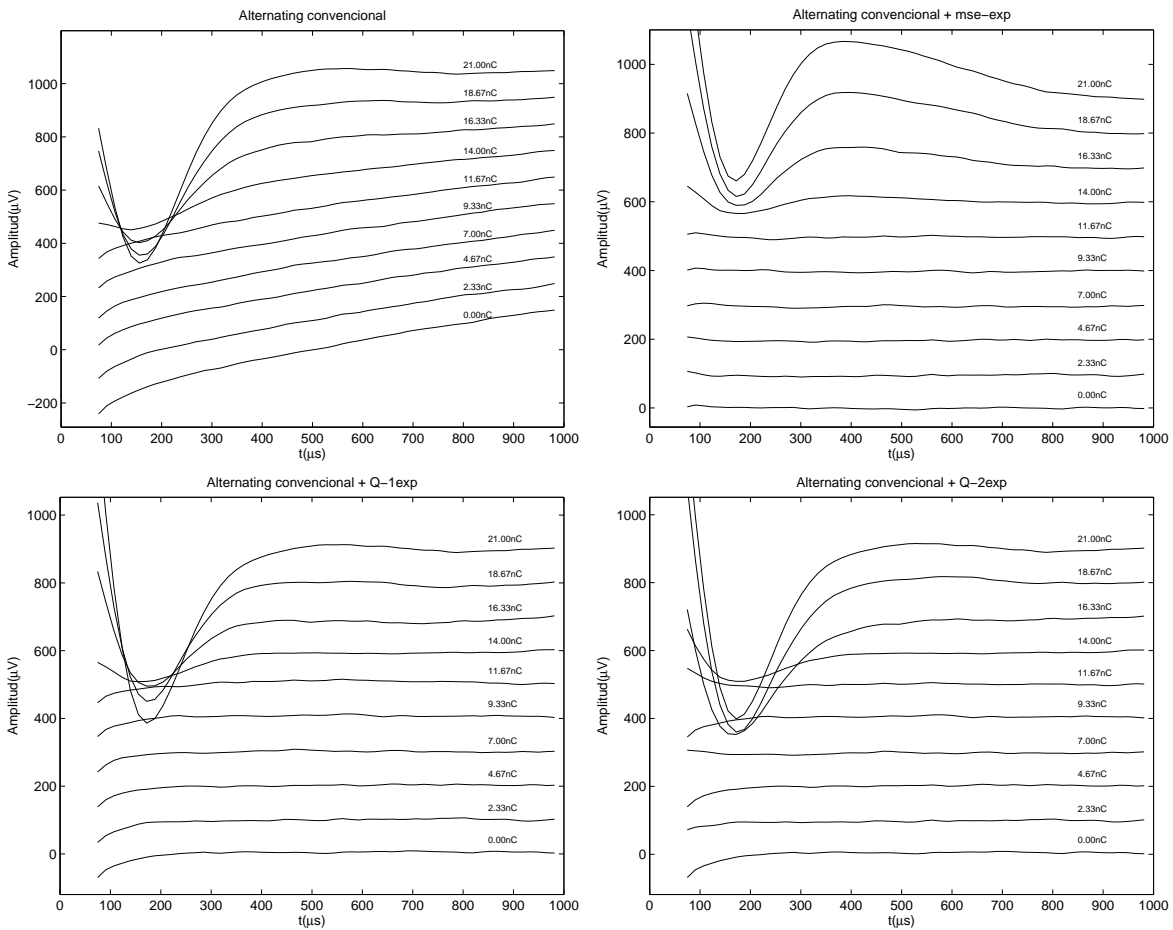 Alternating convencional
Amplitud(μV)
1000
800
600
400
200
0
−200
21.00nC
18.67nC
16.33nC
14.00nC
11.67nC
9.33nC
7.00nC
4.67nC
2.33nC
0.00nC
0 100 200 300 400 500 600 700 800 900 1000
t(μs)
Alternating convencional + mse−exp
Amplitud(μV)
1000
800
600
400
200
0
21.00nC
18.67nC
16.33nC
14.00nC
11.67nC
9.33nC
7.00nC
4.67nC
2.33nC
0.00nC
0 100 200 300 400 500 600 700 800 900 1000
t(μs)
Alternating convencional + Q−1exp
Amplitud(μV)
1000
800
600
400
200
0
21.00nC
18.67nC
16.33nC
14.00nC
11.67nC
9.33nC
7.00nC
4.67nC
2.33nC
0.00nC
0 100 200 300 400 500 600 700 800 900 1000
t(μs)
Alternating convencional + Q−2exp
Amplitud(μV)
1000
800
600
400
200
0
21.00nC
18.67nC
16.33nC
14.00nC
11.67nC
9.33nC
7.00nC
4.67nC
2.33nC
0.00nC
0 100 200 300 400 500 600 700 800 900 1000
t(μs)